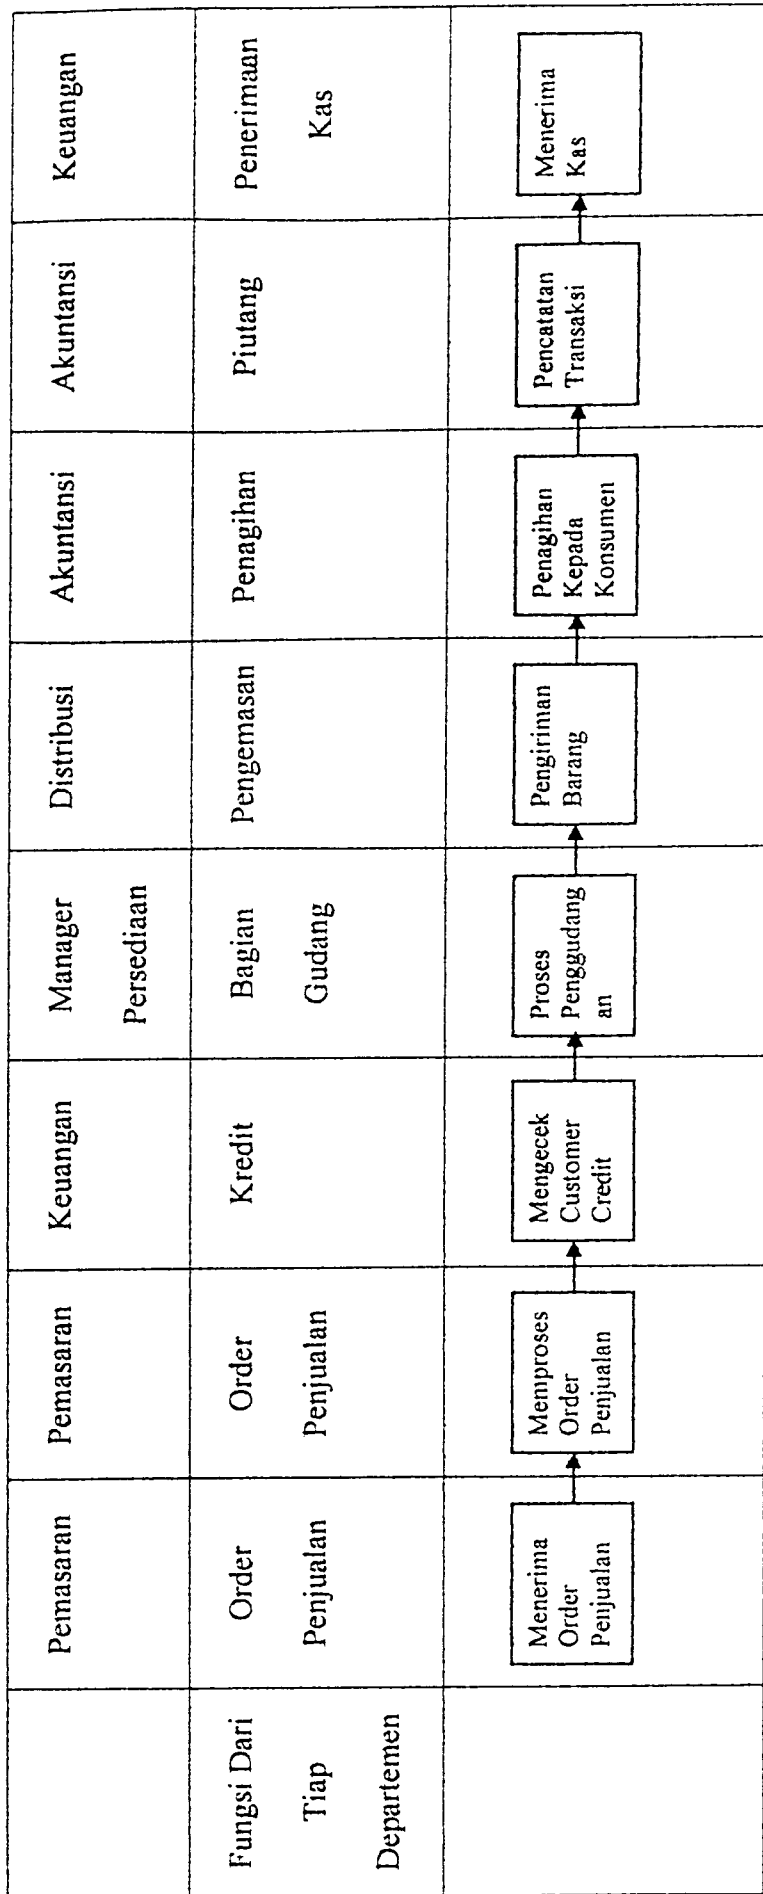 Pemasaran
Pemasaran
Keuangan
Manager
Persediaan
Distribusi
Akuntansi
Akuntansi
Keuangan
Fungsi Dari
Tiap
Departemen
Order
Penjualan
Order
Penjualan
Kredit
Bagian
Gudang
Pengemasan
Penagihan
Piutang
Penerimaan
Kas
Menerima
Order
Penjualan
Memproses
Order
Penjualan
Mengecek
Customer
Credit
Proses
Penggudang
an
Pengiriman
Barang
Penagihan
Kepada
Konsumen
Pencatatan
Transaksi
Menerima
Kas